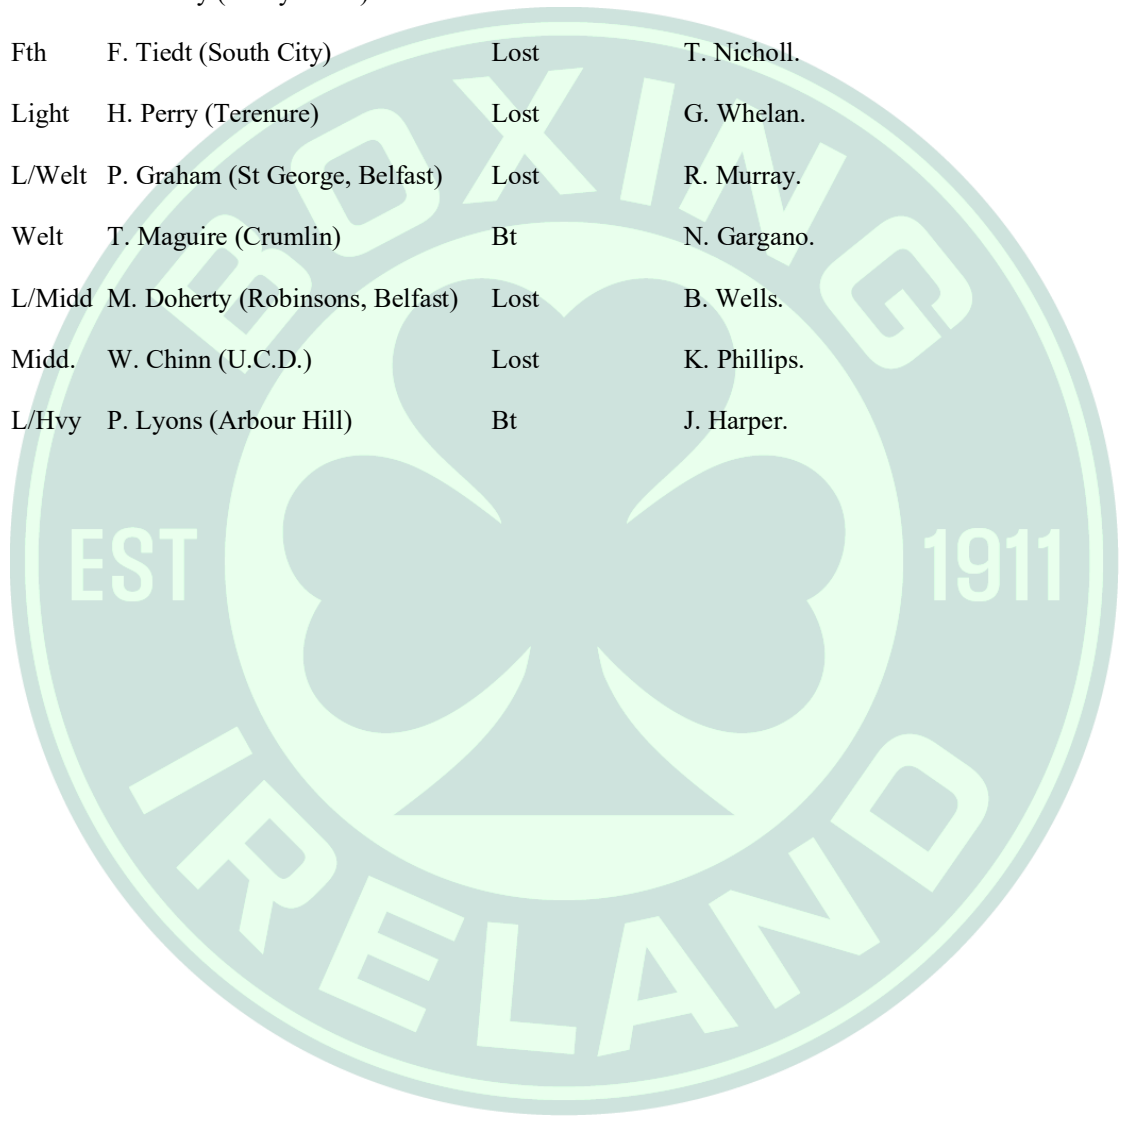 Fth F. Tiedt (South City) Lost T. Nicholl.
Light H. Perry (Terenure) Lost G. Whelan.
L/Welt P. Graham (St George, Belfast) Lost R. Murray.
Welt T. Maguire (Crumlin) Bt N. Gargano.
L/Midd M. Doherty (Robinsons, Belfast) Lost B. Wells.
Midd. W. Chinn (U.C.D.) Lost K. Phillips.
L/Hvy P. Lyons (Arbour Hill) Bt J. Harper.
BOXING
EST 1911
IRELAND